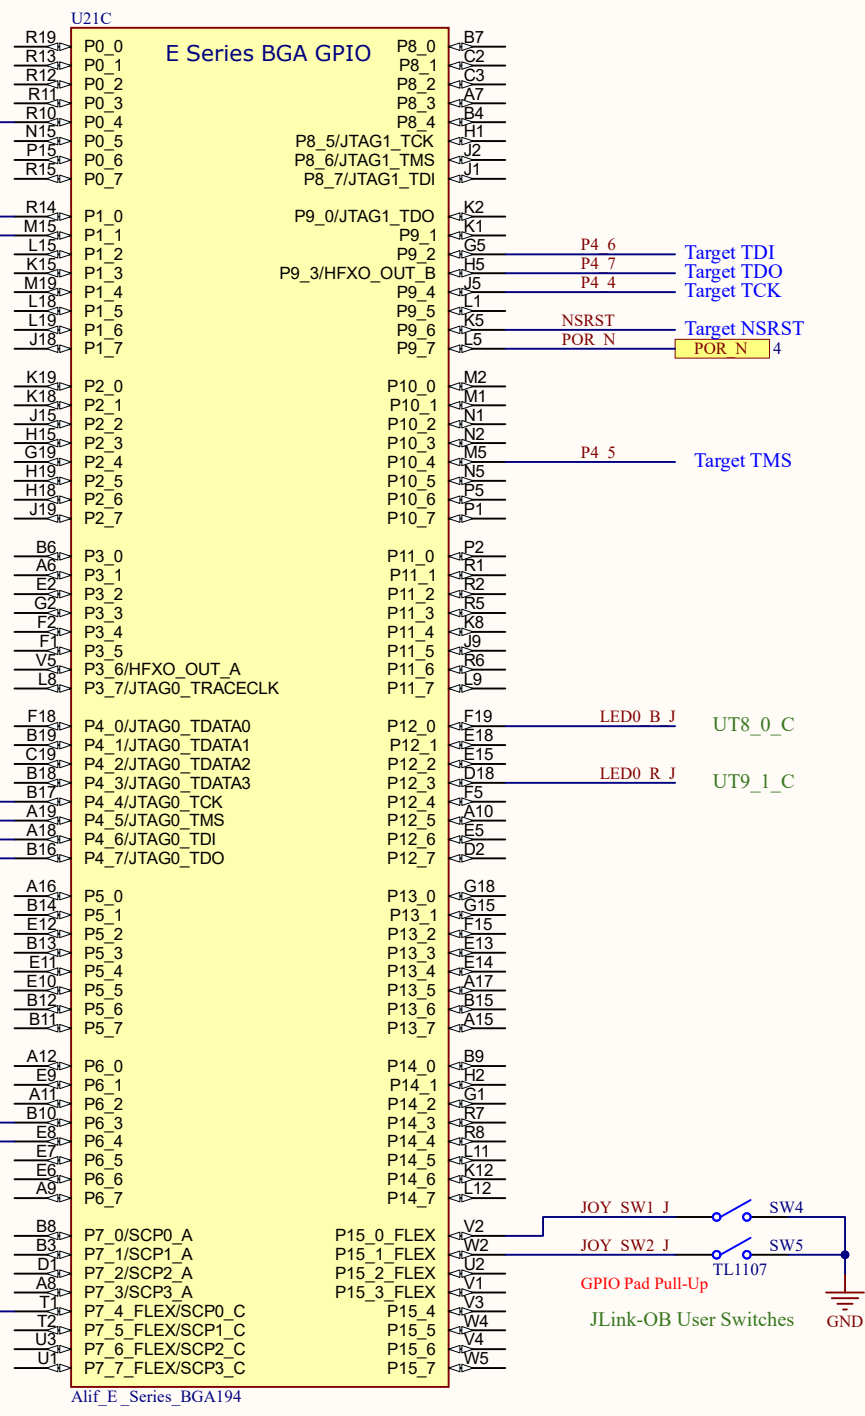 U21C
E Series BGA GPIO
R19 P0_0 P8_0 B7
R13 P0_1 P8_1 C2
R12 P0_2 P8_2 C3
R11 P0_3 P8_3 A7
R10 P0_4 P8_4 B4
N15 P0_5 P8_5/JTAG1_TCK H1
P15 P0_6 P8_6/JTAG1_TMS J2
R15 P0_7 P8_7/JTAG1_TDI J1
R14 P1_0 P9_0/JTAG1_TDO K2
M15 P1_1 P9_1 K1
L15 P1_2 P9_2 G5 P4_6 Target TDI
K15 P1_3 P9_3/HFXO_OUT_B H5 P4_7 Target TDO
M19 P1_4 P9_4 J5 P4_4 Target TCK
L18 P1_5 P9_5 L1
L19 P1_6 P9_6 K5 NSRST Target NSRST
J18 P1_7 P9_7 L5 POR_N POR_N 4
K19 P2_0 P10_0 M2
K18 P2_1 P10_1 M1
J15 P2_2 P10_2 N1
H15 P2_3 P10_3 N2
G19 P2_4 P10_4 M5 P4_5 Target TMS
H19 P2_5 P10_5 N5
H18 P2_6 P10_6 P5
J19 P2_7 P10_7 P1
B6 P3_0 P11_0 P2
A6 P3_1 P11_1 R1
E2 P3_2 P11_2 R2
G2 P3_3 P11_3 R5
F2 P3_4 P11_4 K8
F1 P3_5 P11_5 J9
V5 P3_6/HFXO_OUT_A P11_6 R6
L8 P3_7/JTAG0_TRACECLK P11_7 L9
F18 P4_0/JTAG0_TDATA0 P12_0 F19 LED0_B_J UT8_0_C
B19 P4_1/JTAG0_TDATA1 P12_1 E18
C19 P4_2/JTAG0_TDATA2 P12_2 E15
B18 P4_3/JTAG0_TDATA3 P12_3 D18 LED0_R_J UT9_1_C
B17 P4_4/JTAG0_TCK P12_4 F5
A19 P4_5/JTAG0_TMS P12_5 A10
A18 P4_6/JTAG0_TDI P12_6 E5
B16 P4_7/JTAG0_TDO P12_7 D2
A16 P5_0 P13_0 G18
B14 P5_1 P13_1 G15
E12 P5_2 P13_2 F15
B13 P5_3 P13_3 E13
E11 P5_4 P13_4 E14
E10 P5_5 P13_5 A17
B12 P5_6 P13_6 B15
B11 P5_7 P13_7 A15
A12 P6_0 P14_0 B9
E9 P6_1 P14_1 H2
A11 P6_2 P14_2 G1
B10 P6_3 P14_3 R7
E8 P6_4 P14_4 R8
E7 P6_5 P14_5 L11
E6 P6_6 P14_6 K12
A9 P6_7 P14_7 L12
JOY_SW1_J SW4
B8 P7_0/SCP0_A P15_0_FLEX V2
B3 P7_1/SCP1_A P15_1_FLEX W2 JOY_SW2_J SW5
D1 P7_2/SCP2_A P15_2_FLEX U2 TL1107
A8 P7_3/SCP3_A P15_3_FLEX V1 GPIO Pad Pull-Up
T1 P7_4_FLEX/SCP0_C P15_4 V3
T2 P7_5_FLEX/SCP1_C P15_5 W4 JLink-OB User Switches GND
U3 P7_6_FLEX/SCP2_C P15_6 V4
U1 P7_7_FLEX/SCP3_C P15_7 W5
Alif_E_Series_BGA194